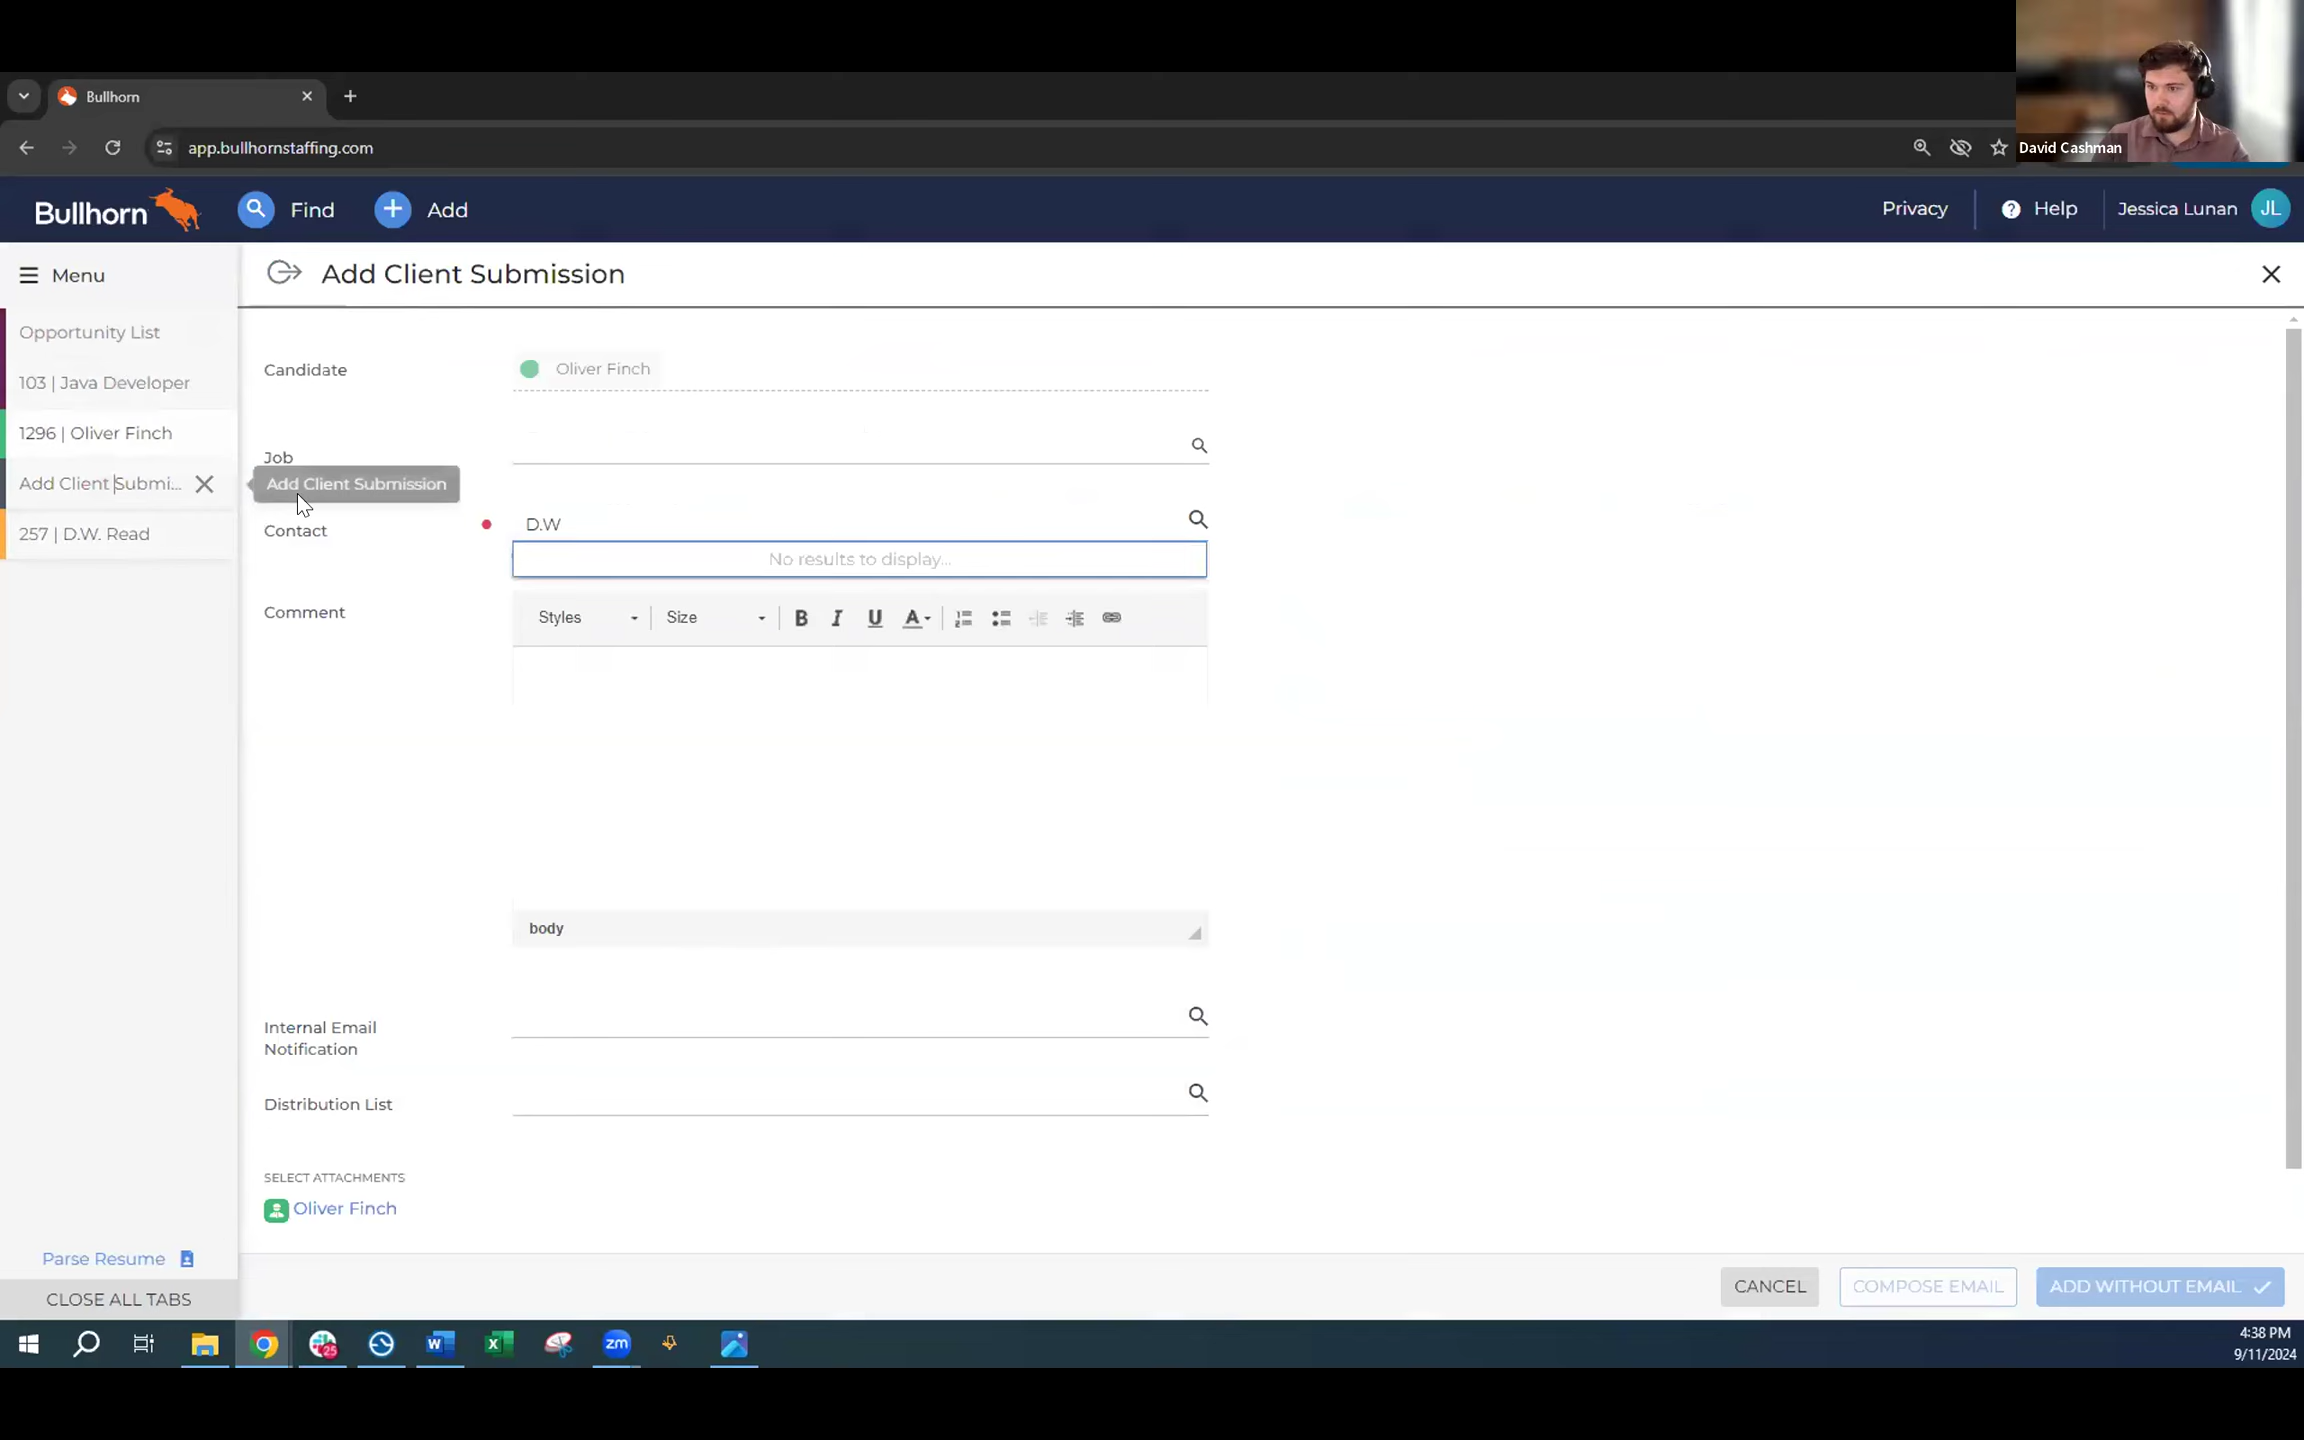 Bullhorn
app.bullhornstaffing.com
David Cashman
Bullhorn
Find
Add
Privacy
Help
Jessica Lunan
JL
Menu
Add Client Submission
Opportunity List
103 | Java Developer
1296 | Oliver Finch
Add Client Submi...
257 | D.W. Read
Add Client Submission
Candidate
Oliver Finch
Job
Contact
D.W
No results to display...
Comment
Styles
Size
B I U A
body
Internal Email
Notification
Distribution List
SELECT ATTACHMENTS
Oliver Finch
Parse Resume
CLOSE ALL TABS
CANCEL
COMPOSE EMAIL
ADD WITHOUT EMAIL
25
W
X
zm
4:38 PM
9/11/2024